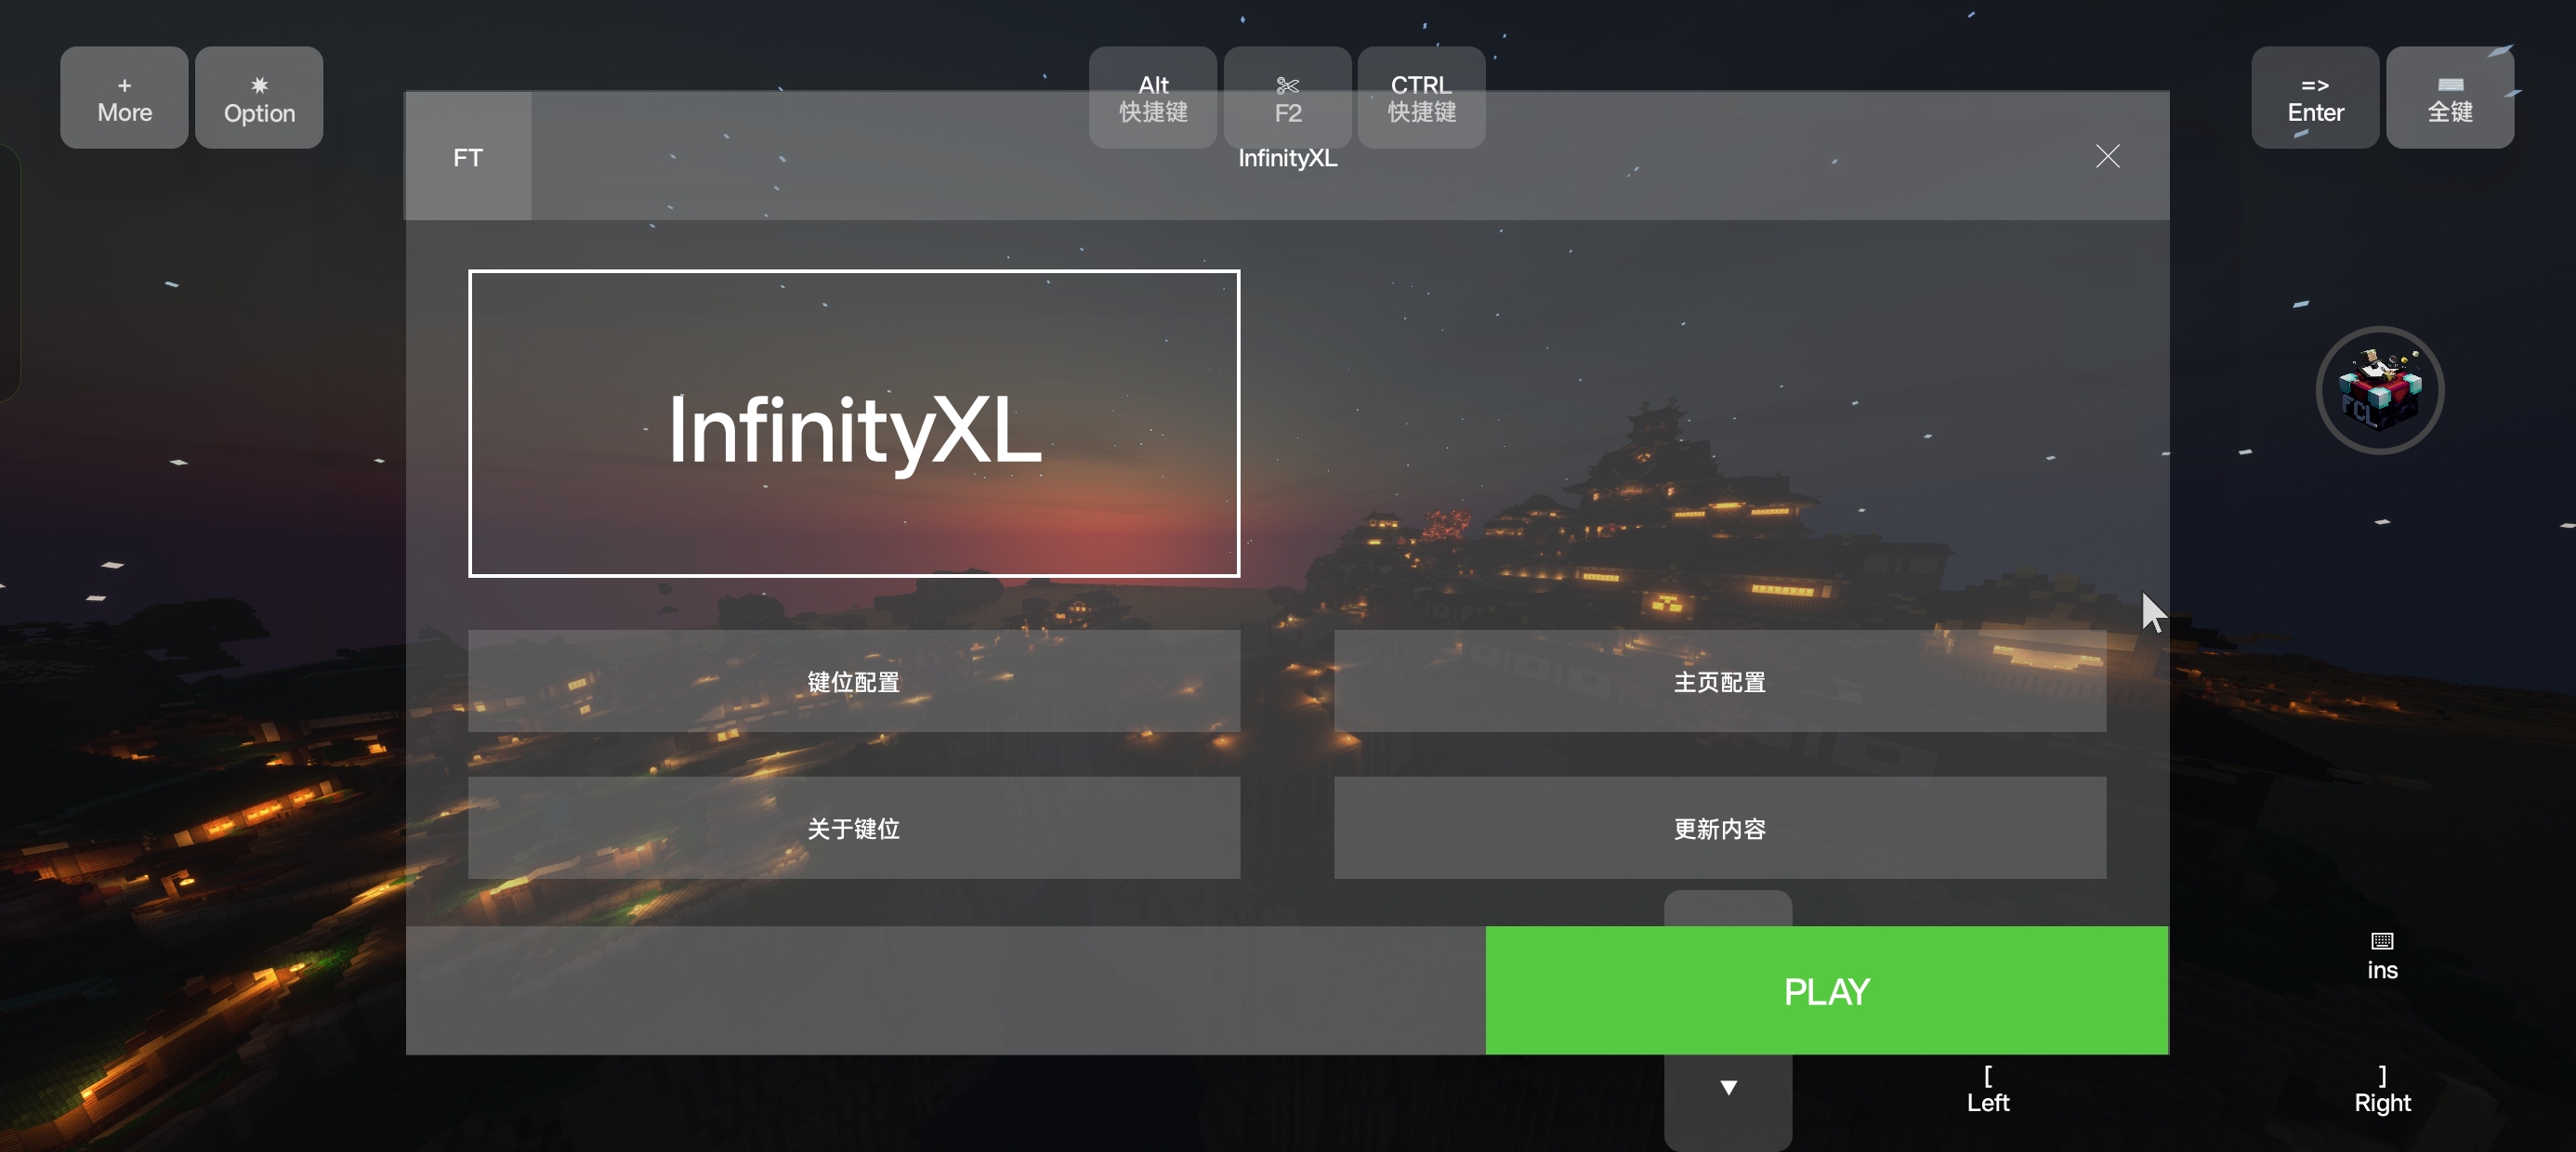 +
More
Option
Alt
快捷键
F2
CTRL
快捷键
=>
Enter
全键
FT
InfinityXL
InfinityXL
FCL
键位配置
主页配置
关于键位
更新内容
PLAY
ins
▼
[
Left
]
Right